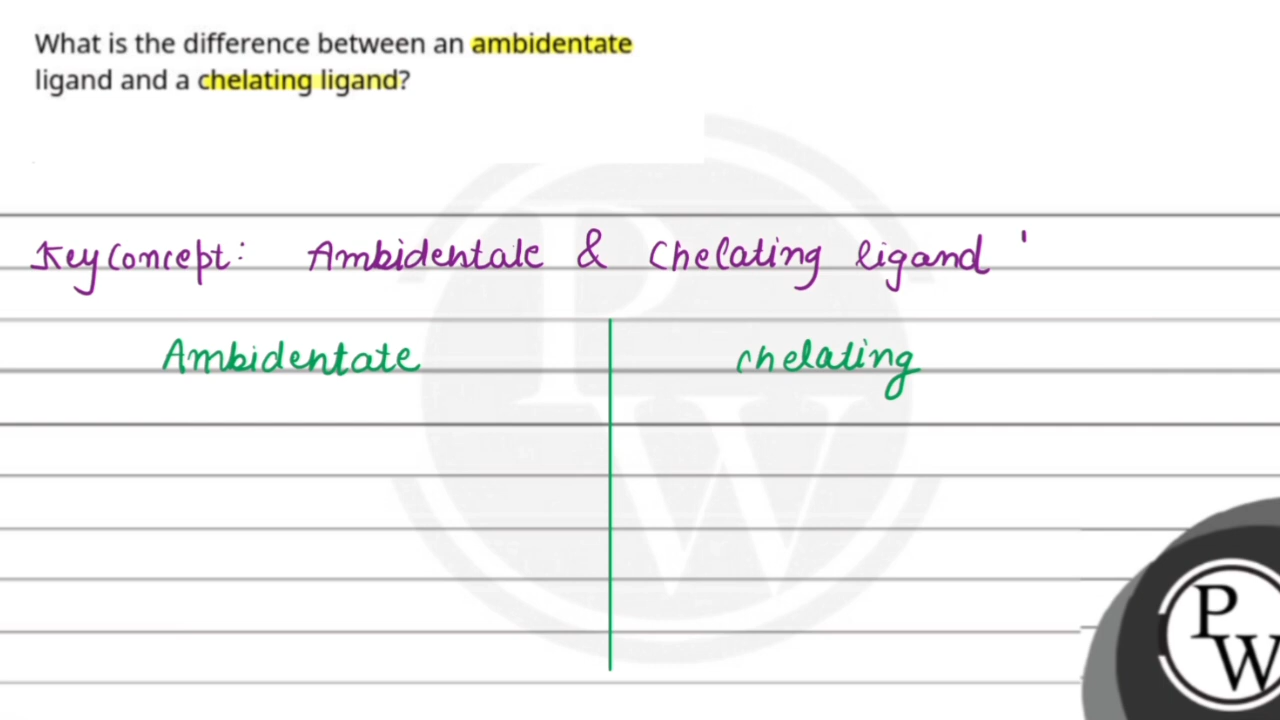 What is the difference between an ambidentate
ligand and a chelating ligand?
Key Concept: Ambidentate & Chelating ligand '
Ambidentate chelating
PW
PW